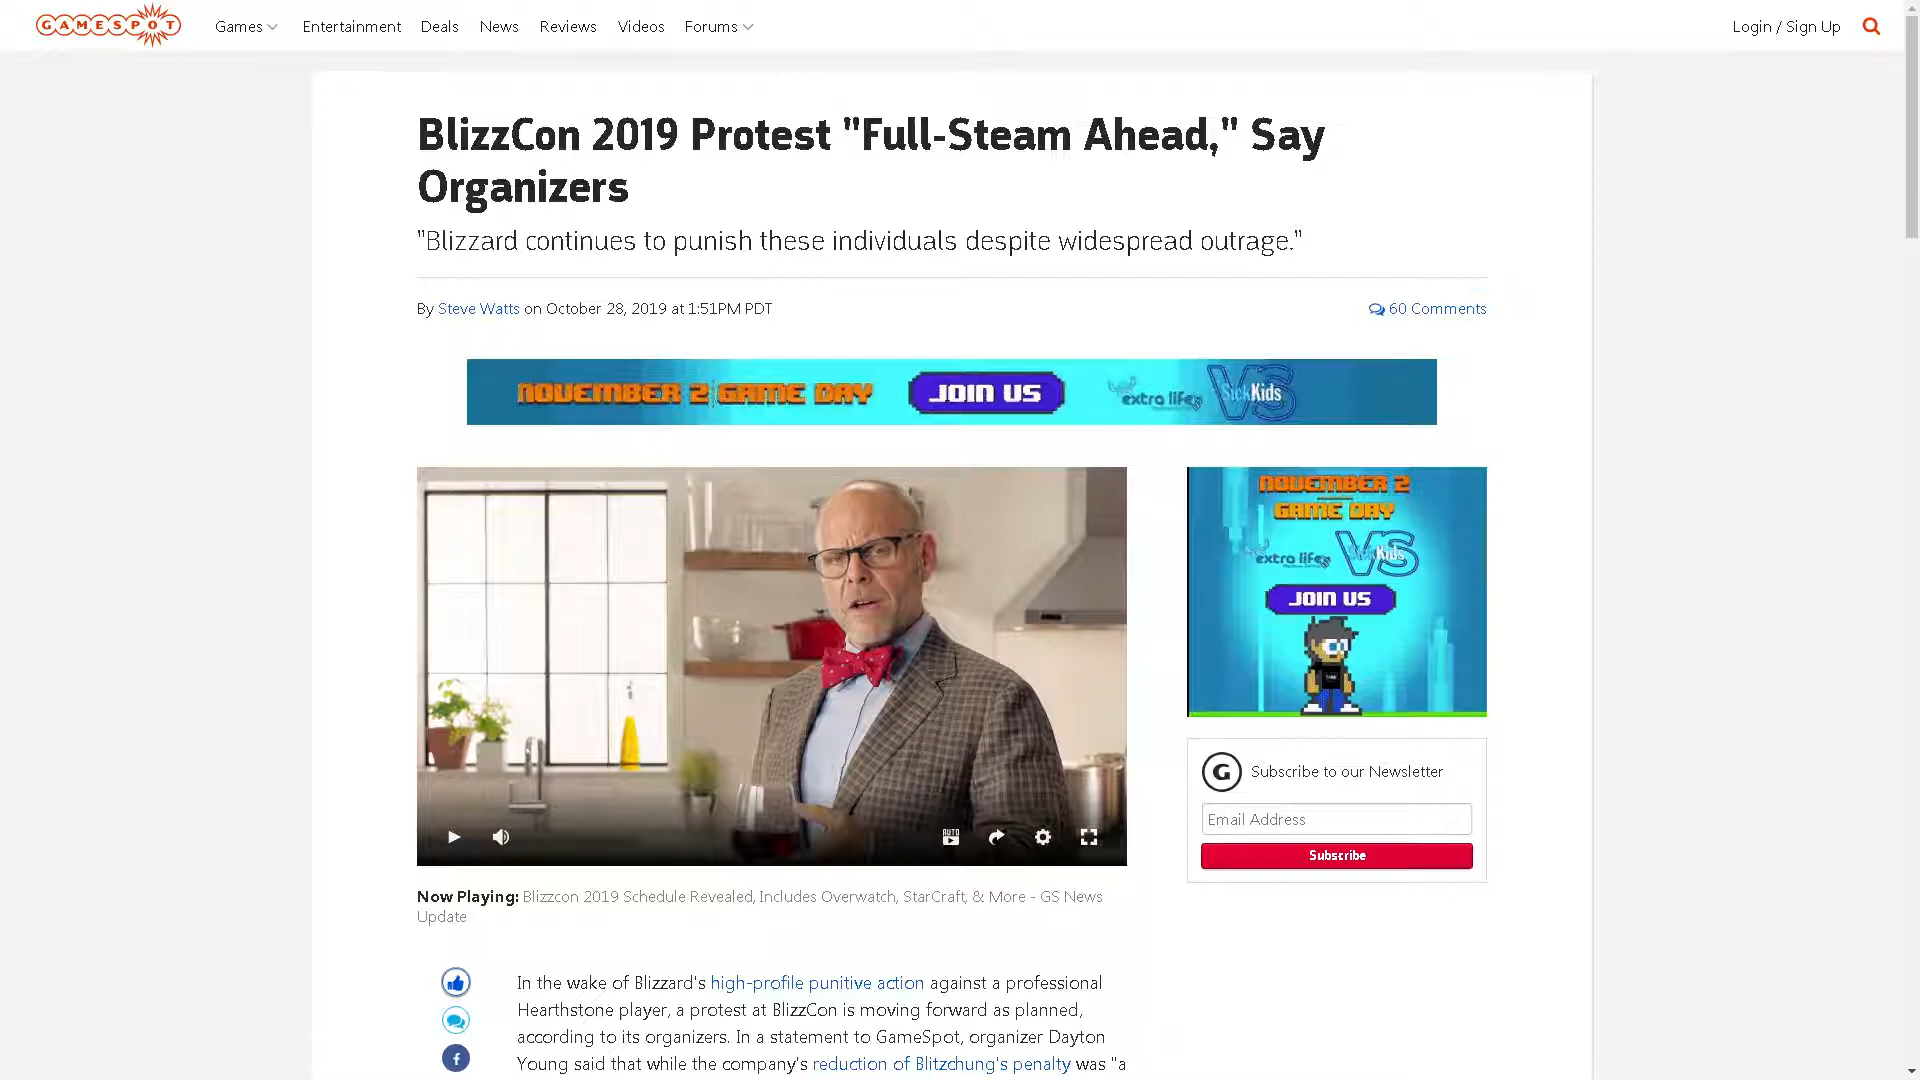 GAMESPOT
Games
Entertainment
Deals
News
Reviews
Videos
Forums
Login / Sign Up
BlizzCon 2019 Protest "Full-Steam Ahead," Say
Organizers
"Blizzard continues to punish these individuals despite widespread outrage."
By Steve Watts on October 28, 2019 at 1:51PM PDT
60 Comments
NOVEMBER 2 GAME DAY
JOIN US
extra life
VS
SickKids
NOVEMBER 2
GAME DAY
extra life
VS
SickKids
JOIN US
AUTO
G
Subscribe to our Newsletter
Email Address
Subscribe
Now Playing: Blizzcon 2019 Schedule Revealed, Includes Overwatch, StarCraft, & More - GS News
Update
In the wake of Blizzard's high-profile punitive action against a professional
Hearthstone player, a protest at BlizzCon is moving forward as planned,
according to its organizers. In a statement to GameSpot, organizer Dayton
Young said that while the company's reduction of Blitzchung's penalty was "a
f